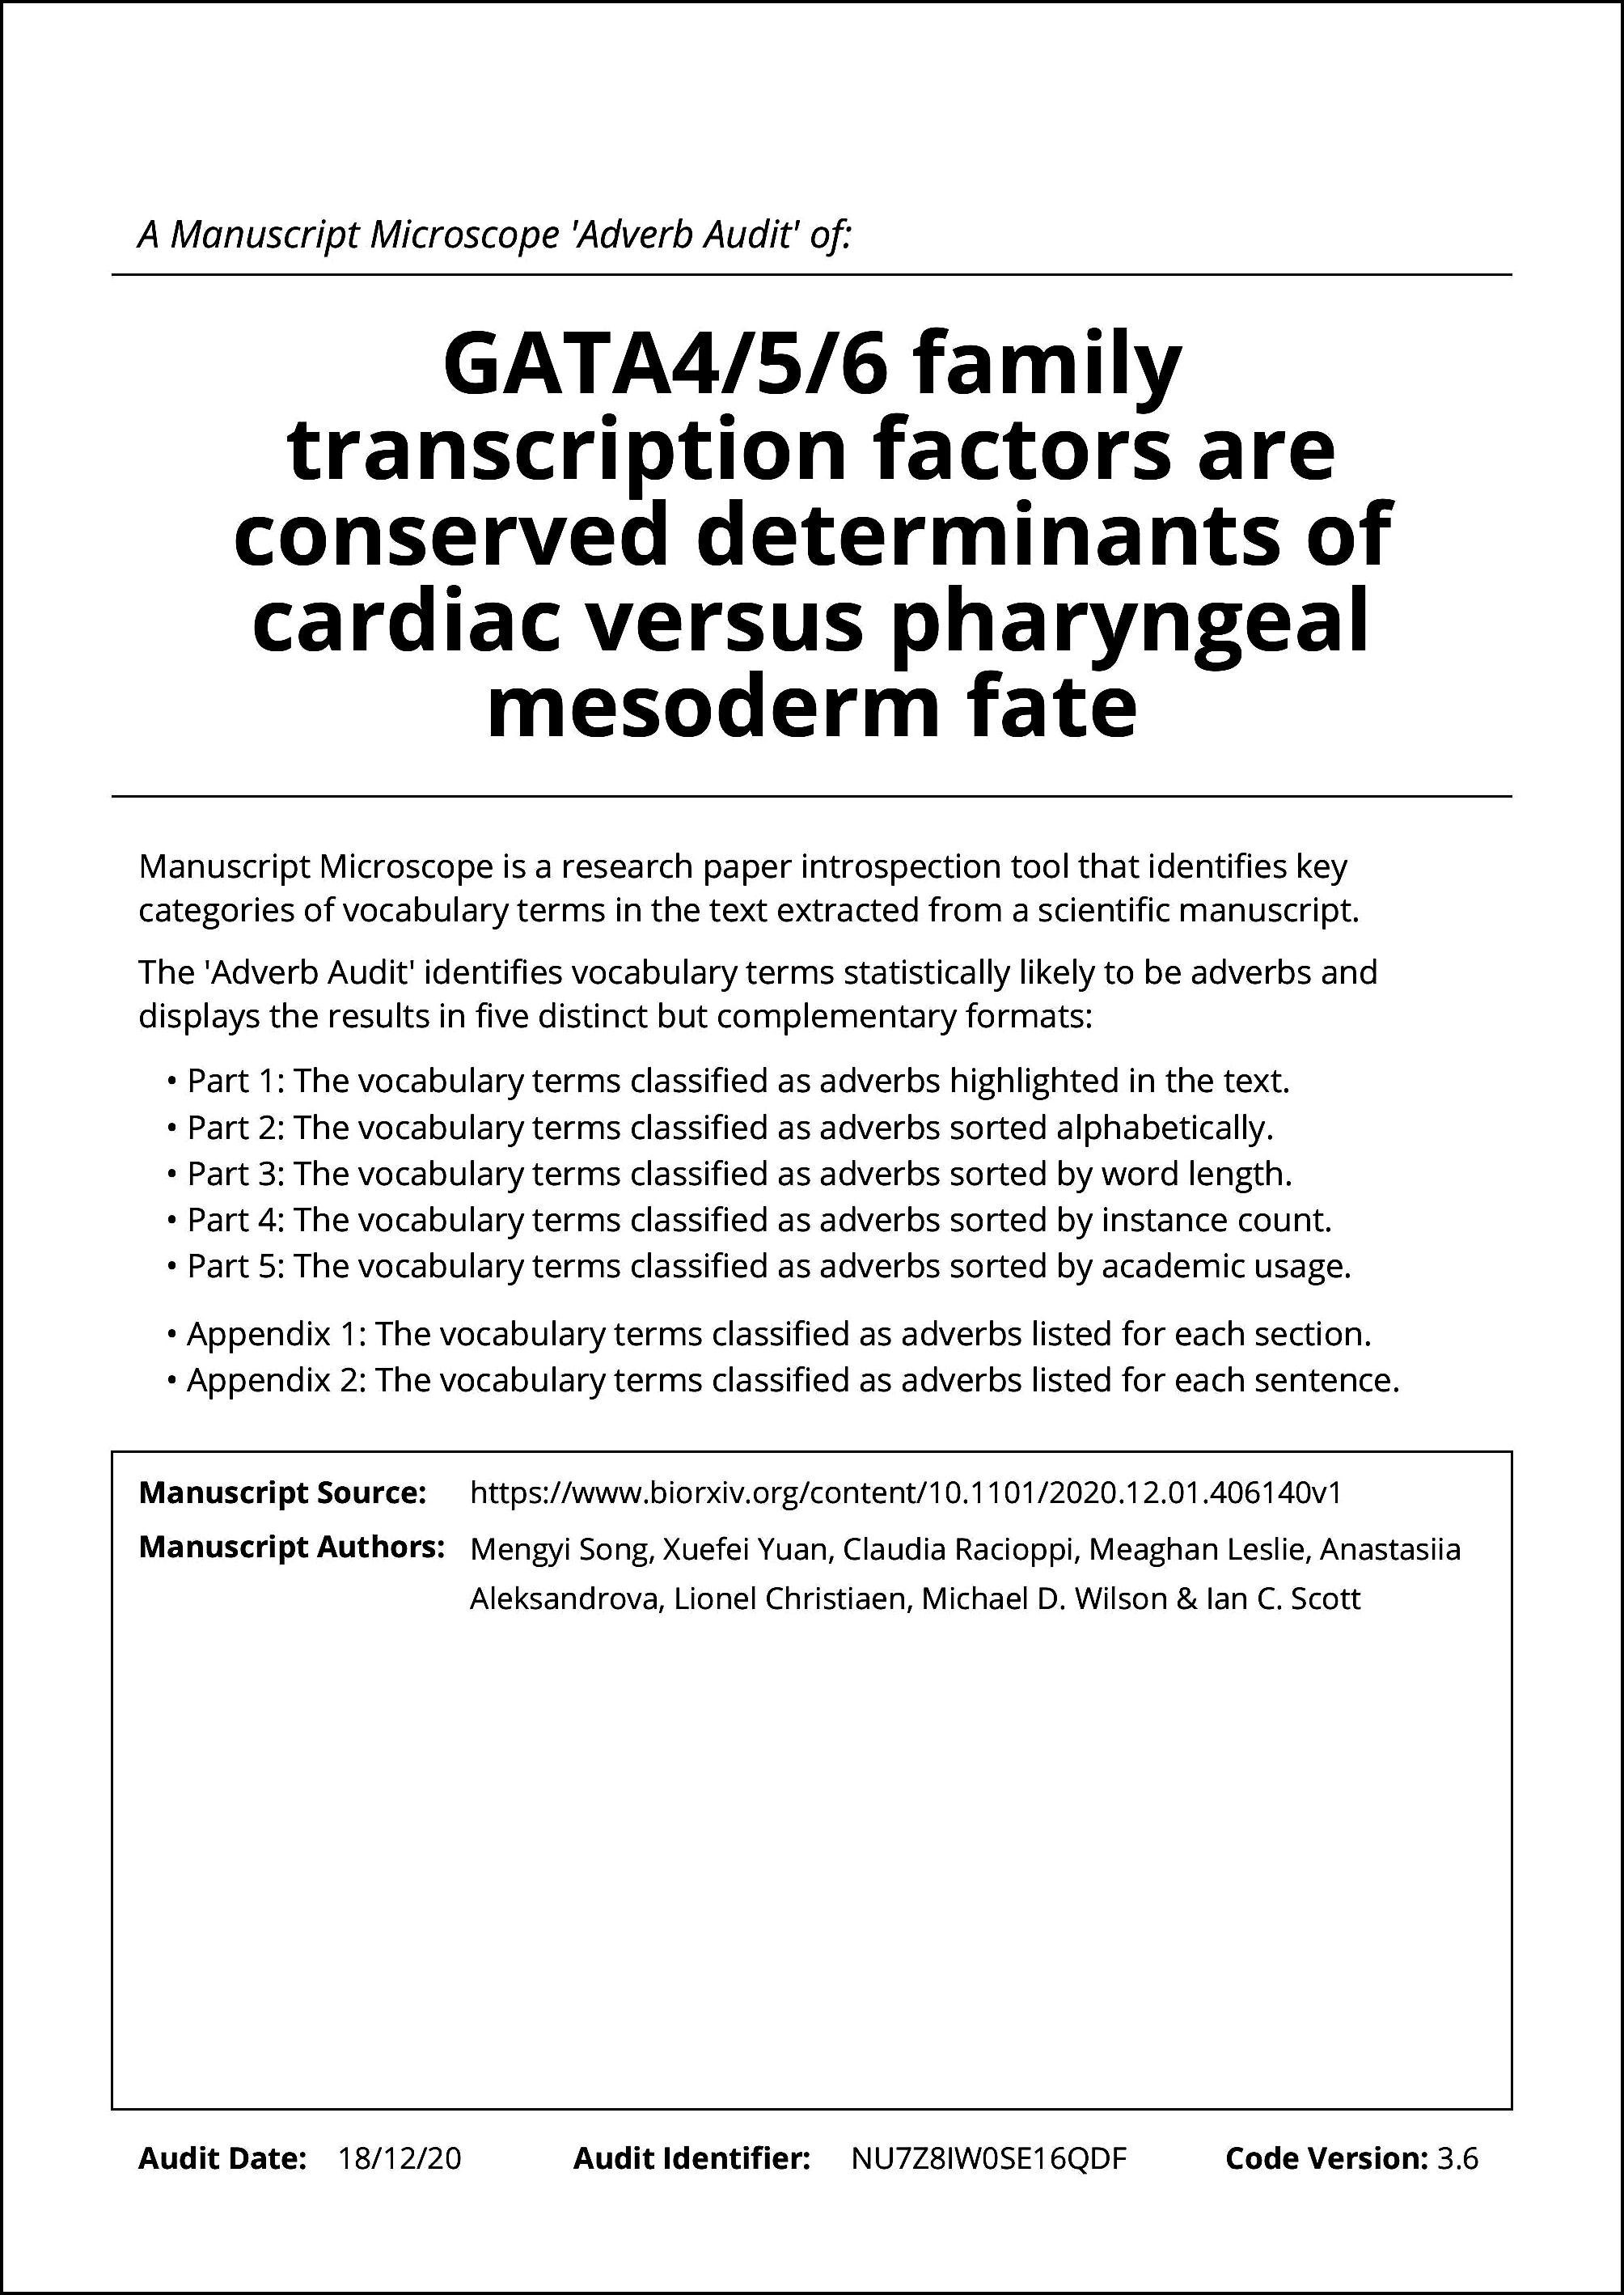 A Manuscript Microscope 'Adverb Audit' of:
GATA4/5/6 family
transcription factors are
conserved determinants of
cardiac versus pharyngeal
mesoderm fate
Manuscript Microscope is a research paper introspection tool that identifies key
categories of vocabulary terms in the text extracted from a scientific manuscript.
The 'Adverb Audit' identifies vocabulary terms statistically likely to be adverbs and
displays the results in five distinct but complementary formats:
• Part 1: The vocabulary terms classified as adverbs highlighted in the text.
• Part 2: The vocabulary terms classified as adverbs sorted alphabetically.
• Part 3: The vocabulary terms classified as adverbs sorted by word length.
• Part 4: The vocabulary terms classified as adverbs sorted by instance count.
• Part 5: The vocabulary terms classified as adverbs sorted by academic usage.
• Appendix 1: The vocabulary terms classified as adverbs listed for each section.
• Appendix 2: The vocabulary terms classified as adverbs listed for each sentence.
Manuscript Source: https://www.biorxiv.org/content/10.1101/2020.12.01.406140v1
Manuscript Authors: Mengyi Song, Xuefei Yuan, Claudia Racioppi, Meaghan Leslie, Anastasiia
Aleksandrova, Lionel Christiaen, Michael D. Wilson & Ian C. Scott
Audit Date: 18/12/20 Audit Identifier: NU7Z8IW0SE16QDF Code Version: 3.6